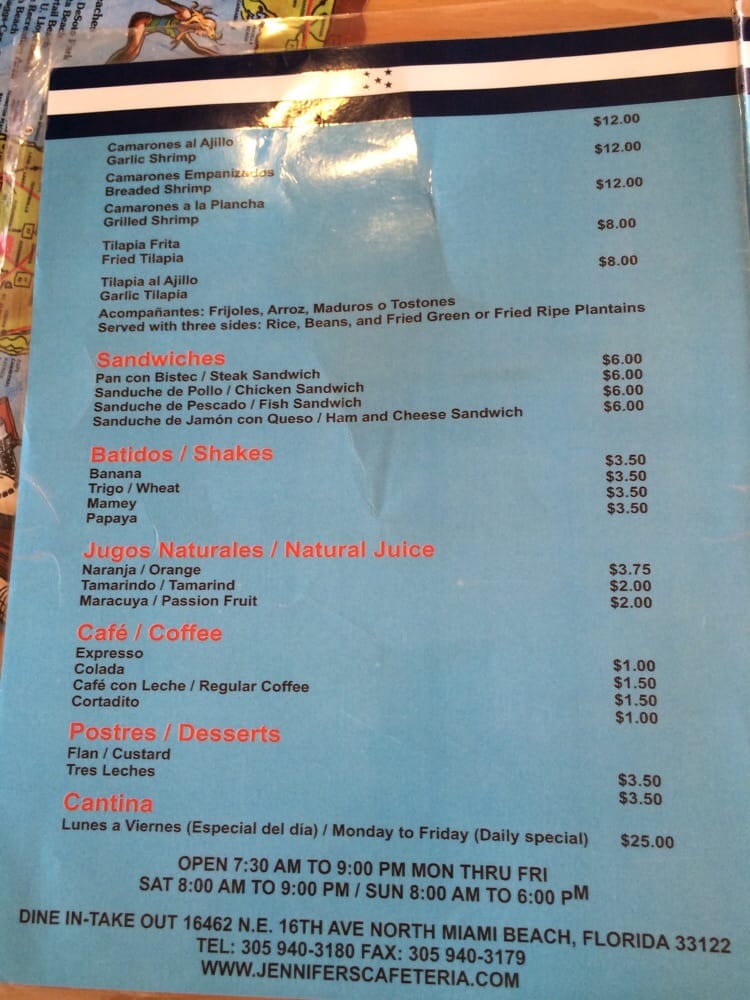 $12.00
Camarones al Ajillo
Garlic Shrimp $12.00
Camarones Empanizados
Breaded Shrimp $12.00
Camarones a la Plancha
Grilled Shrimp
$8.00
Tilapia Frita
Fried Tilapia
$8.00
Tilapia al Ajillo
Garlic Tilapia
Acompañantes: Frijoles, Arroz, Maduros o Tostones
Served with three sides: Rice, Beans, and Fried Green or Fried Ripe Plantains
Sandwiches
Pan con Bistec / Steak Sandwich $6.00
Sanduche de Pollo / Chicken Sandwich $6.00
Sanduche de Pescado / Fish Sandwich $6.00
Sanduche de Jamón con Queso / Ham and Cheese Sandwich $6.00
Batidos / Shakes
Banana $3.50
Trigo / Wheat $3.50
Mamey $3.50
Papaya $3.50
Jugos Naturales / Natural Juice
Naranja / Orange $3.75
Tamarindo / Tamarind $2.00
Maracuya / Passion Fruit $2.00
Café / Coffee
Expresso $1.00
Colada $1.50
Café con Leche / Regular Coffee $1.50
Cortadito $1.00
Postres / Desserts
Flan / Custard $3.50
Tres Leches $3.50
Cantina
Lunes a Viernes (Especial del día) / Monday to Friday (Daily special) $25.00
OPEN 7:30 AM TO 9:00 PM MON THRU FRI
SAT 8:00 AM TO 9:00 PM / SUN 8:00 AM TO 6:00 PM
DINE IN-TAKE OUT 16462 N.E. 16TH AVE NORTH MIAMI BEACH, FLORIDA 33122
TEL: 305 940-3180 FAX: 305 940-3179
WWW.JENNIFERSCAFETERIA.COM